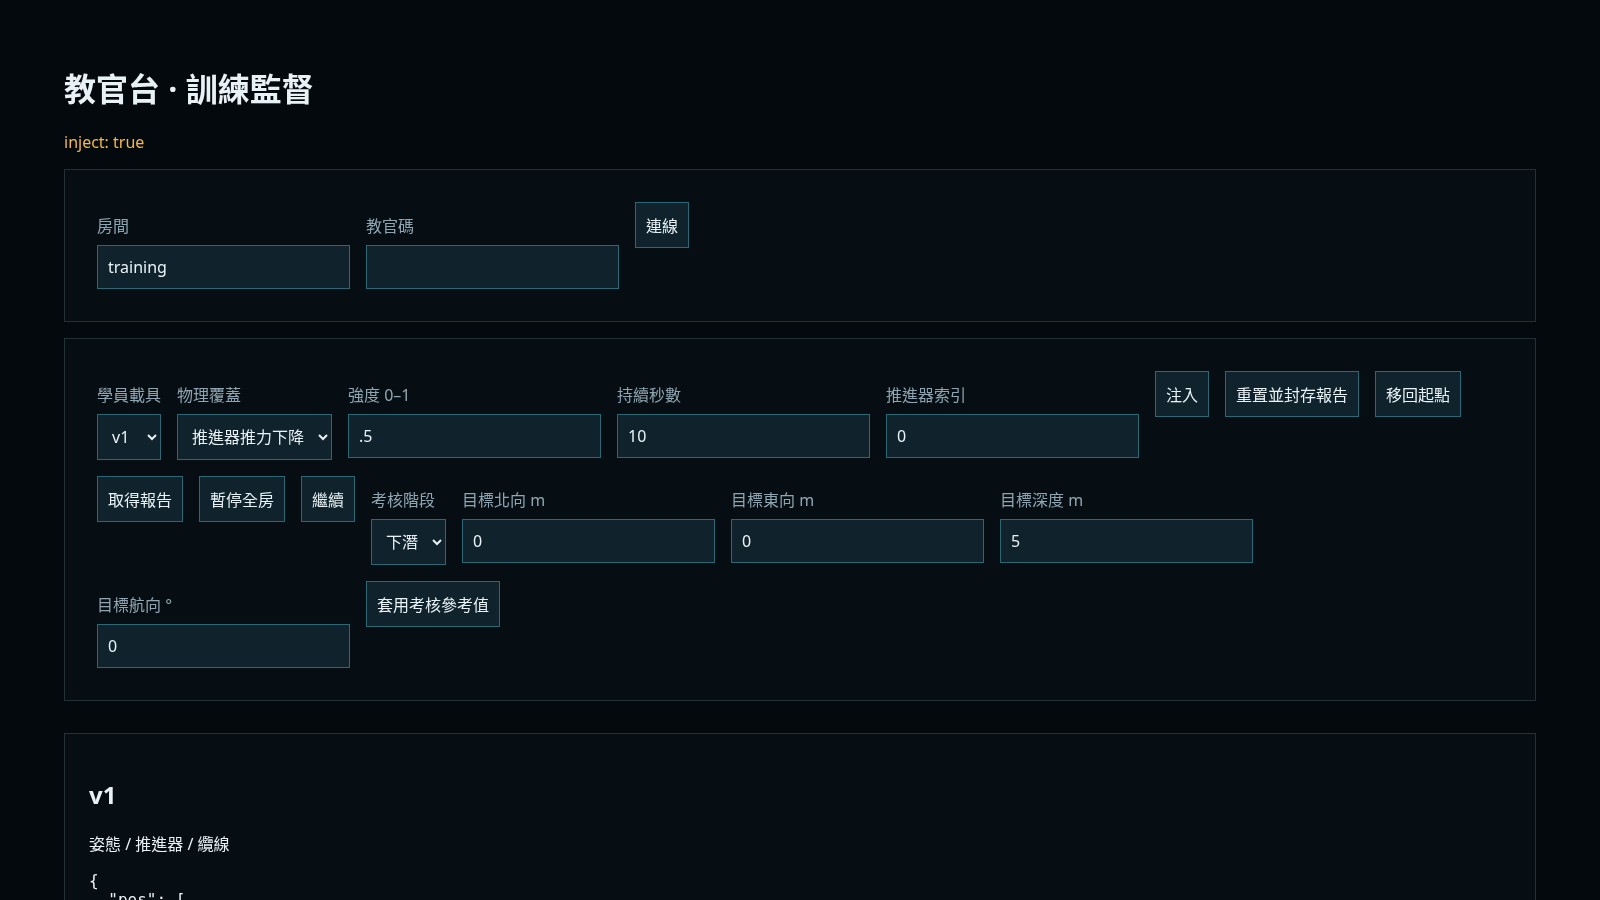 教官台 · 訓練監督
inject: true
房間
教官碼
連線
training
學員載具
物理覆蓋
強度 0–1
持續秒數
推進器索引
注入
重置並封存報告
移回起點
v1
推進器推力下降
.5
10
0
取得報告
暫停全房
繼續
考核階段
目標北向 m
目標東向 m
目標深度 m
下潛
0
0
5
目標航向 °
套用考核參考值
0
v1
姿態 / 推進器 / 纜線
{
"pos": [